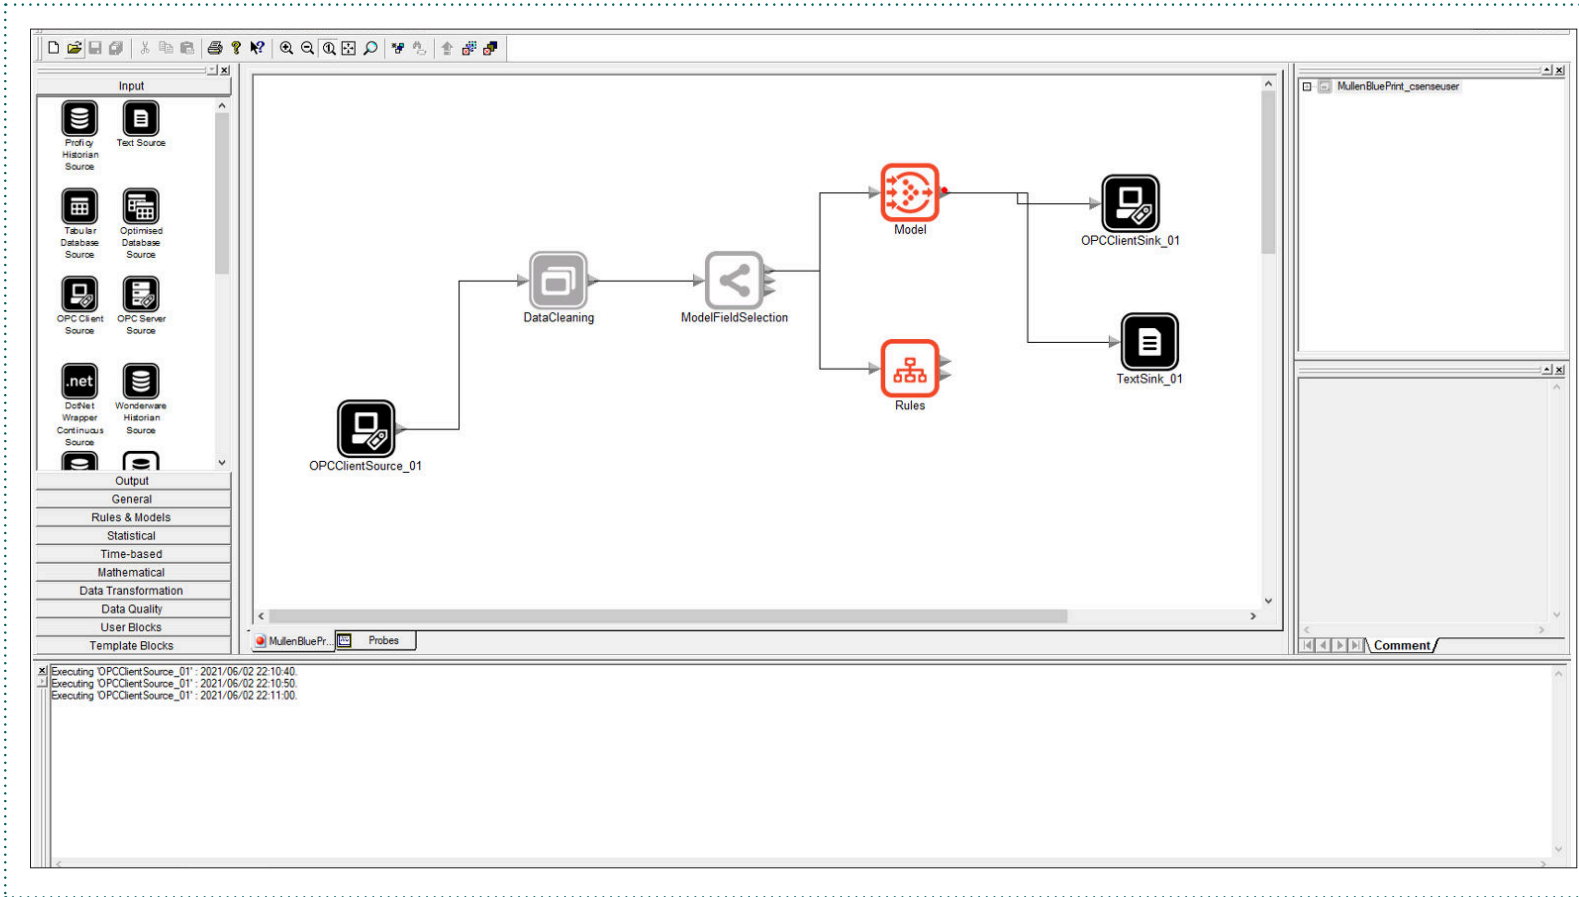 Input
Proficy
Historian
Source
Text Source
Tabular
Database
Source
Optimised
Database
Source
OPC Client
Source
OPC Server
Source
.net
DotNet
Wrapper
Continuous
Source
Wonderware
Historian
Source
Output
General
Rules & Models
Statistical
Time-based
Mathematical
Data Transformation
Data Quality
User Blocks
Template Blocks
OPCClientSource_01
DataCleaning
ModelFieldSelection
Model
Rules
OPCClientSink_01
TextSink_01
MullenBluePr...
Probes
MullenBluePrint_csenseuser
Comment
Executing 'OPCClientSource_01' : 2021/06/02 22:10:40.
Executing 'OPCClientSource_01' : 2021/06/02 22:10:50.
Executing 'OPCClientSource_01' : 2021/06/02 22:11:00.